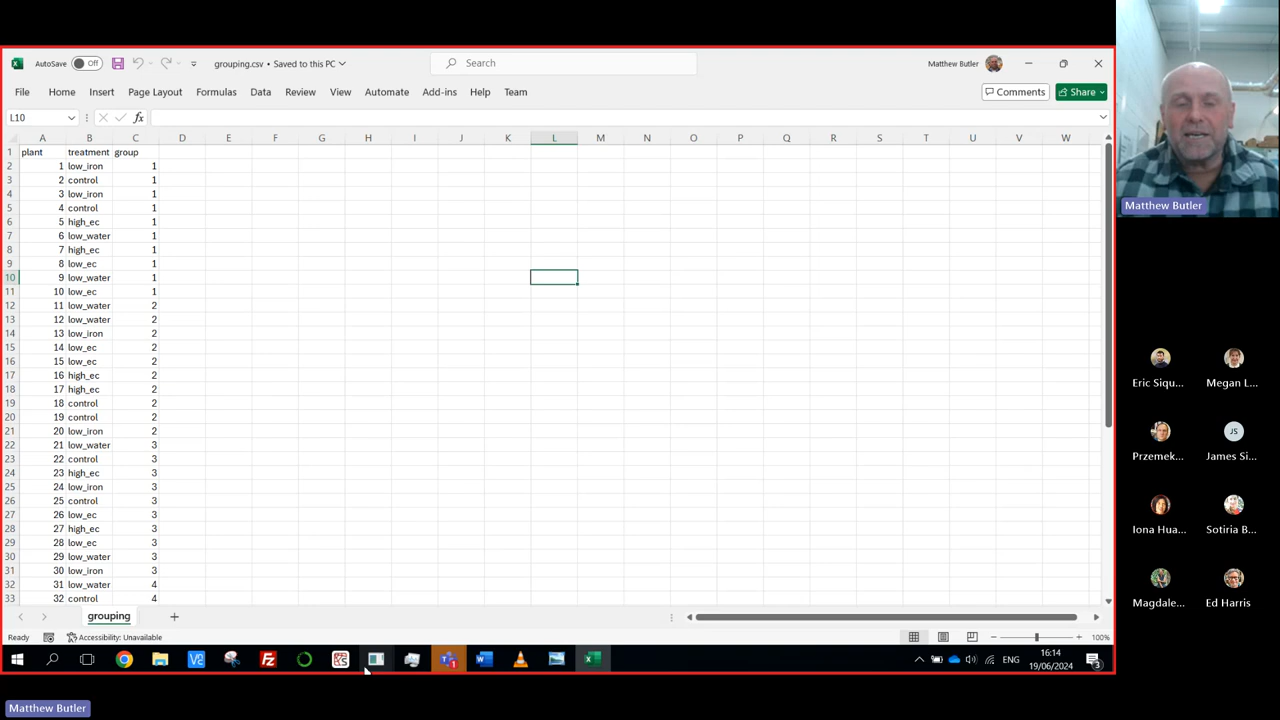 AutoSave Off grouping.csv • Saved to this PC Search Matthew Butler
File Home Insert Page Layout Formulas Data Review View Automate Add-ins Help Team Comments Share
L10 fx
A B C D E F G H I J K L M N O P Q R S T U V W
1 plant treatment group
2 1 low_iron 1
3 2 control 1
4 3 low_iron 1
5 4 control 1
6 5 high_ec 1
7 6 low_water 1
8 7 high_ec 1
9 8 low_ec 1
10 9 low_water 1
11 10 low_ec 1
12 11 low_water 2
13 12 low_water 2
14 13 low_iron 2
15 14 low_ec 2
16 15 low_ec 2
17 16 high_ec 2
18 17 high_ec 2
19 18 control 2
20 19 control 2
21 20 low_iron 2
22 21 low_water 3
23 22 control 3
24 23 high_ec 3
25 24 low_iron 3
26 25 control 3
27 26 low_ec 3
28 27 high_ec 3
29 28 low_ec 3
30 29 low_water 3
31 30 low_iron 3
32 31 low_water 4
33 32 control 4
grouping
Ready Accessibility: Unavailable 100%
ENG 16:14
19/06/2024 3
Matthew Butler
Matthew Butler
Eric Siqu... Megan L...
JS
Przemek... James Si...
Iona Hua... Sotiria B...
Magdale... Ed Harris